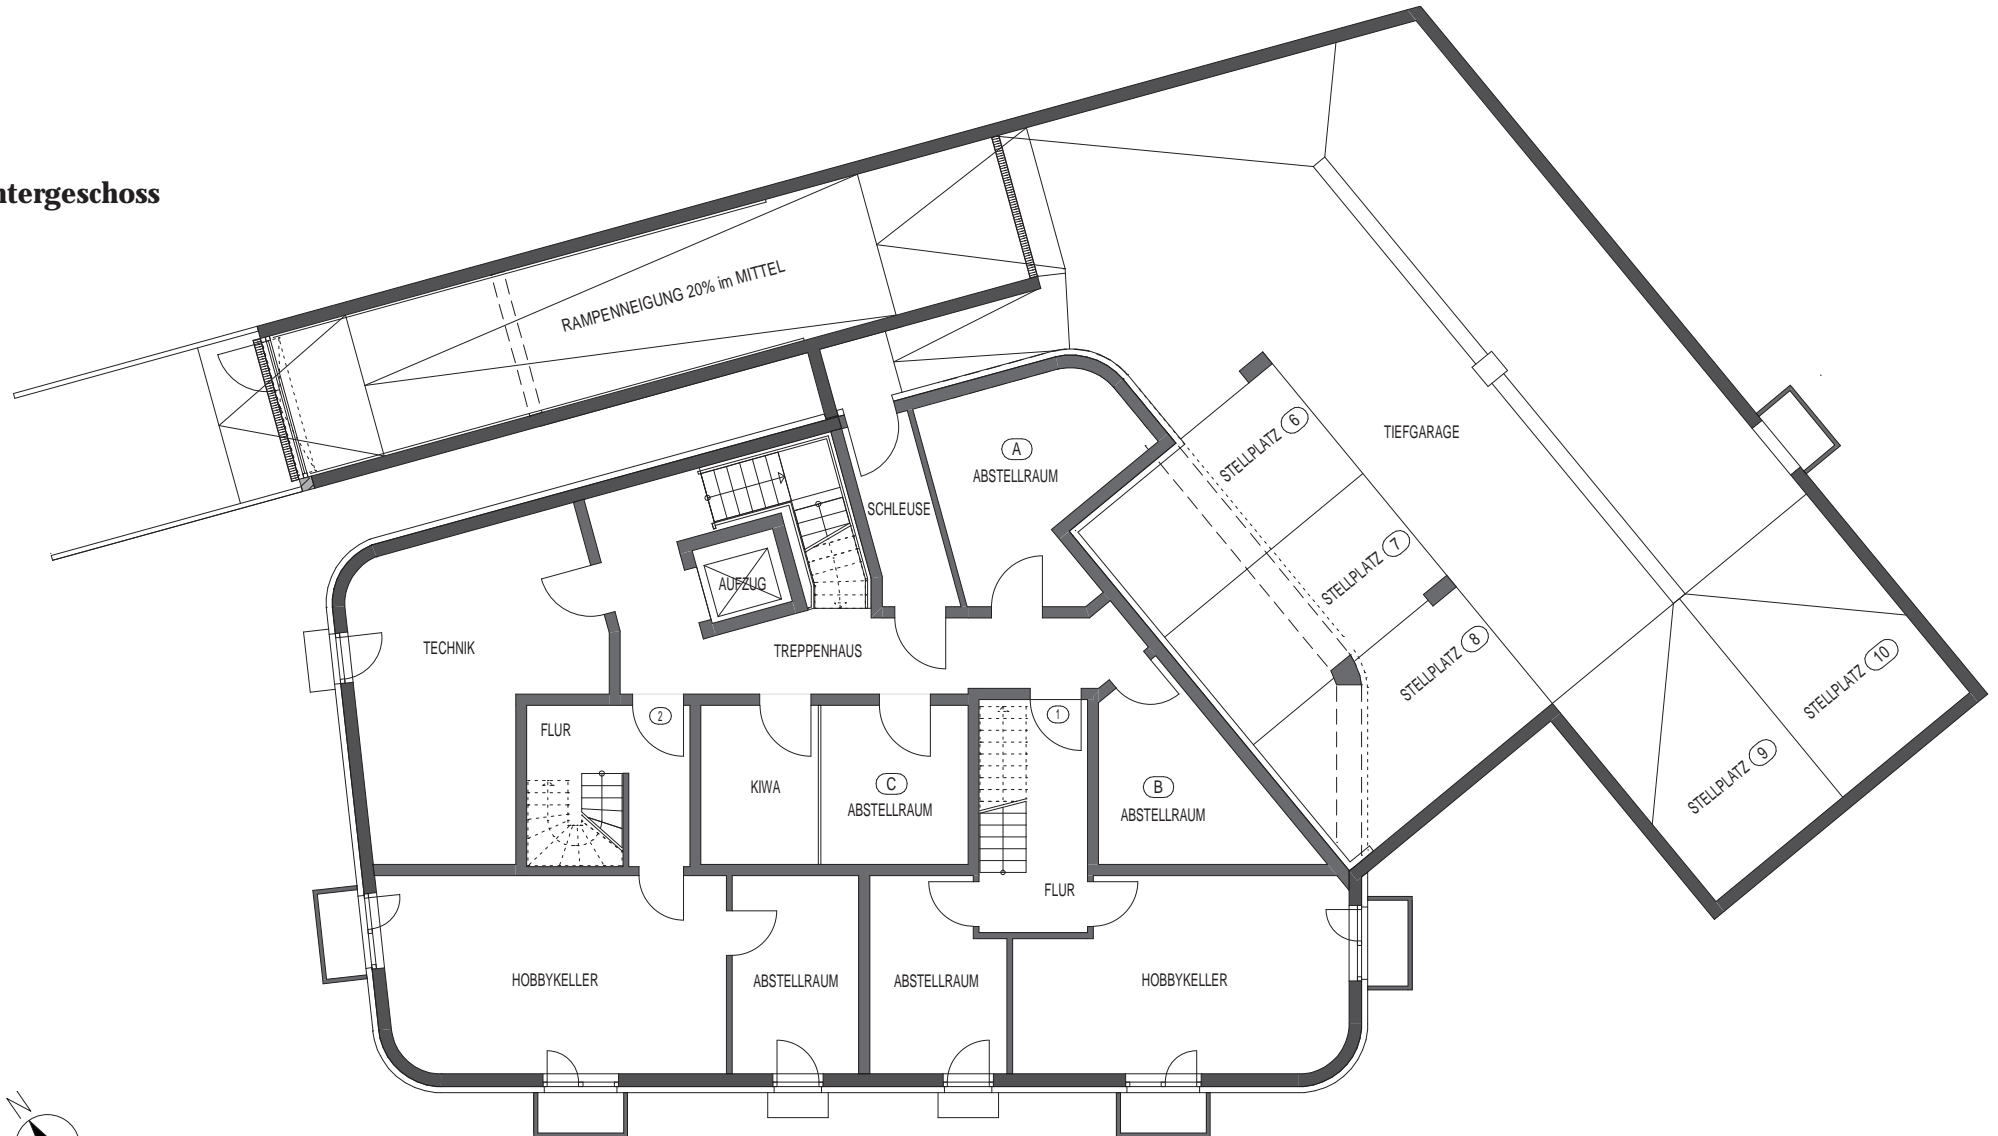 ntergeschoss
RAMPENNEIGUNG 20% im MITTEL
STELLPLATZ 6
TIEFGARAGE
A
ABSTELLRAUM
SCHLEUSE
STELLPLATZ 7
AUFZUG
TECHNIK
TREPPENHAUS
STELLPLATZ 8
STELLPLATZ 10
2
1
FLUR
STELLPLATZ 9
KIWA
C
ABSTELLRAUM
B
ABSTELLRAUM
FLUR
HOBBYKELLER
ABSTELLRAUM
ABSTELLRAUM
HOBBYKELLER
N